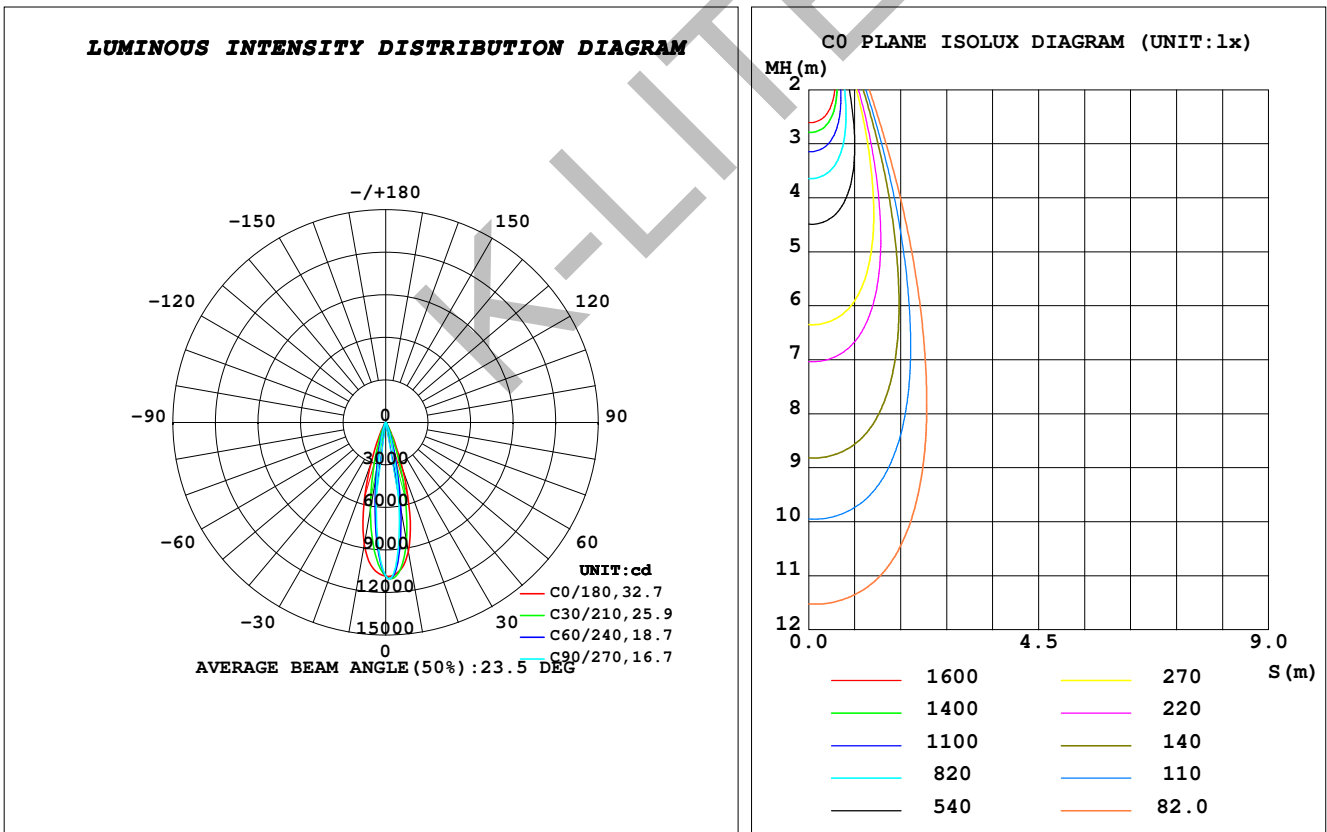 LUMINOUS INTENSITY DISTRIBUTION DIAGRAM
-/+180
-150 150
-120 120
-90 0 90
3000
6000
-60 9000 60
12000
-30 15000 30
0
UNIT:cd
C0/180,32.7
C30/210,25.9
C60/240,18.7
C90/270,16.7
AVERAGE BEAM ANGLE(50%):23.5 DEG
C0 PLANE ISOLUX DIAGRAM (UNIT:lx)
MH(m)
2
3
4
5
6
7
8
9
10
11
12
0.0 4.5 9.0
S(m)
1600 270
1400 220
1100 140
820 110
540 82.0
K-LITE